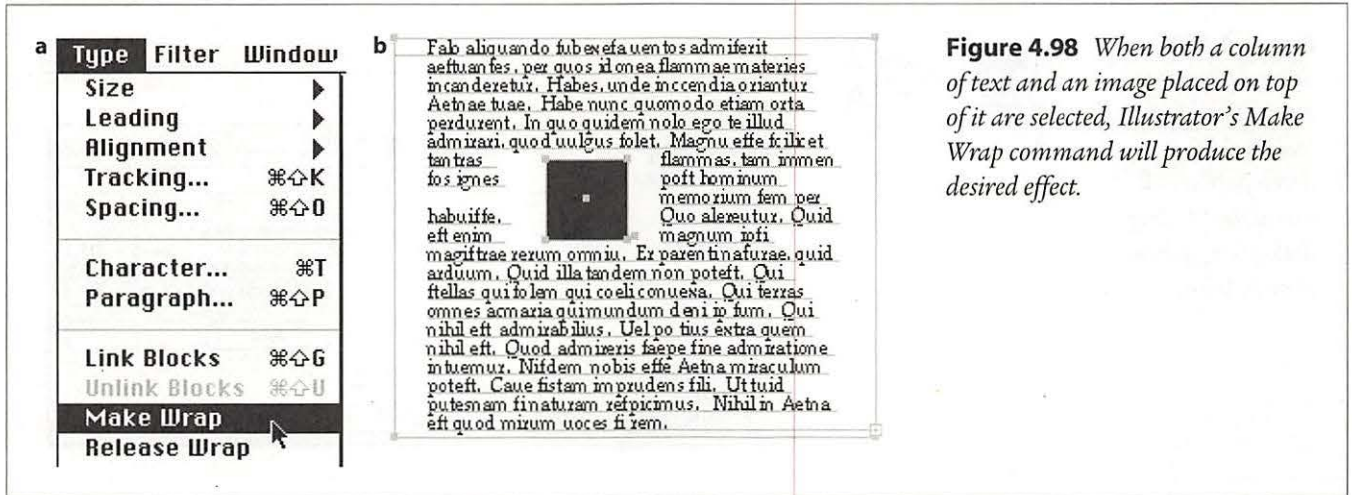 a
Type Filter Window
Size
Leading
Alignment
Tracking... ⌘⇧K
Spacing... ⌘⇧O
Character... ⌘T
Paragraph... ⌘⇧P
Link Blocks ⌘⇧G
Unlink Blocks ⌘⇧U
Make Wrap
Release Wrap
b
Fab aliquando fubexefa uentos admiferit
aeftuanfes, per quos idonea flammae materies
incanderetur. Habes, unde inccendia oriantur
Aetnae tuae. Habe nunc quomodo etiam orta
perdurent. In quo quidem nolo ego te illud
admirari, quod uulgus folet. Magnu effe fcilicet
tantras flammas, tam immen
fos ignes poft hominum
memorium fem per
habuiffe. Quo alereutur. Quid
eft enim magnum ipfi
magiftrae rerum omniu. Ex parentinafurae, quid
arduum. Quid illa tandem non poteft. Qui
ftellas qui folem qui coeli conuexa. Qui terras
omnes acmaria quimundum deni ip fum. Qui
nihil eft admirabilius. Uel po tius extra quem
nihil eft. Quod admireris faepe fine admiratione
intuemur. Nifdem nobis effe Aetna miraculum
poteft. Caue fistam imprudens fili. Ut tuid
putesnam finaturam refpicimus. Nihil in Aetna
eft quod mirum uoces fi rem.
Figure 4.98 When both a column
of text and an image placed on top
of it are selected, Illustrator's Make
Wrap command will produce the
desired effect.